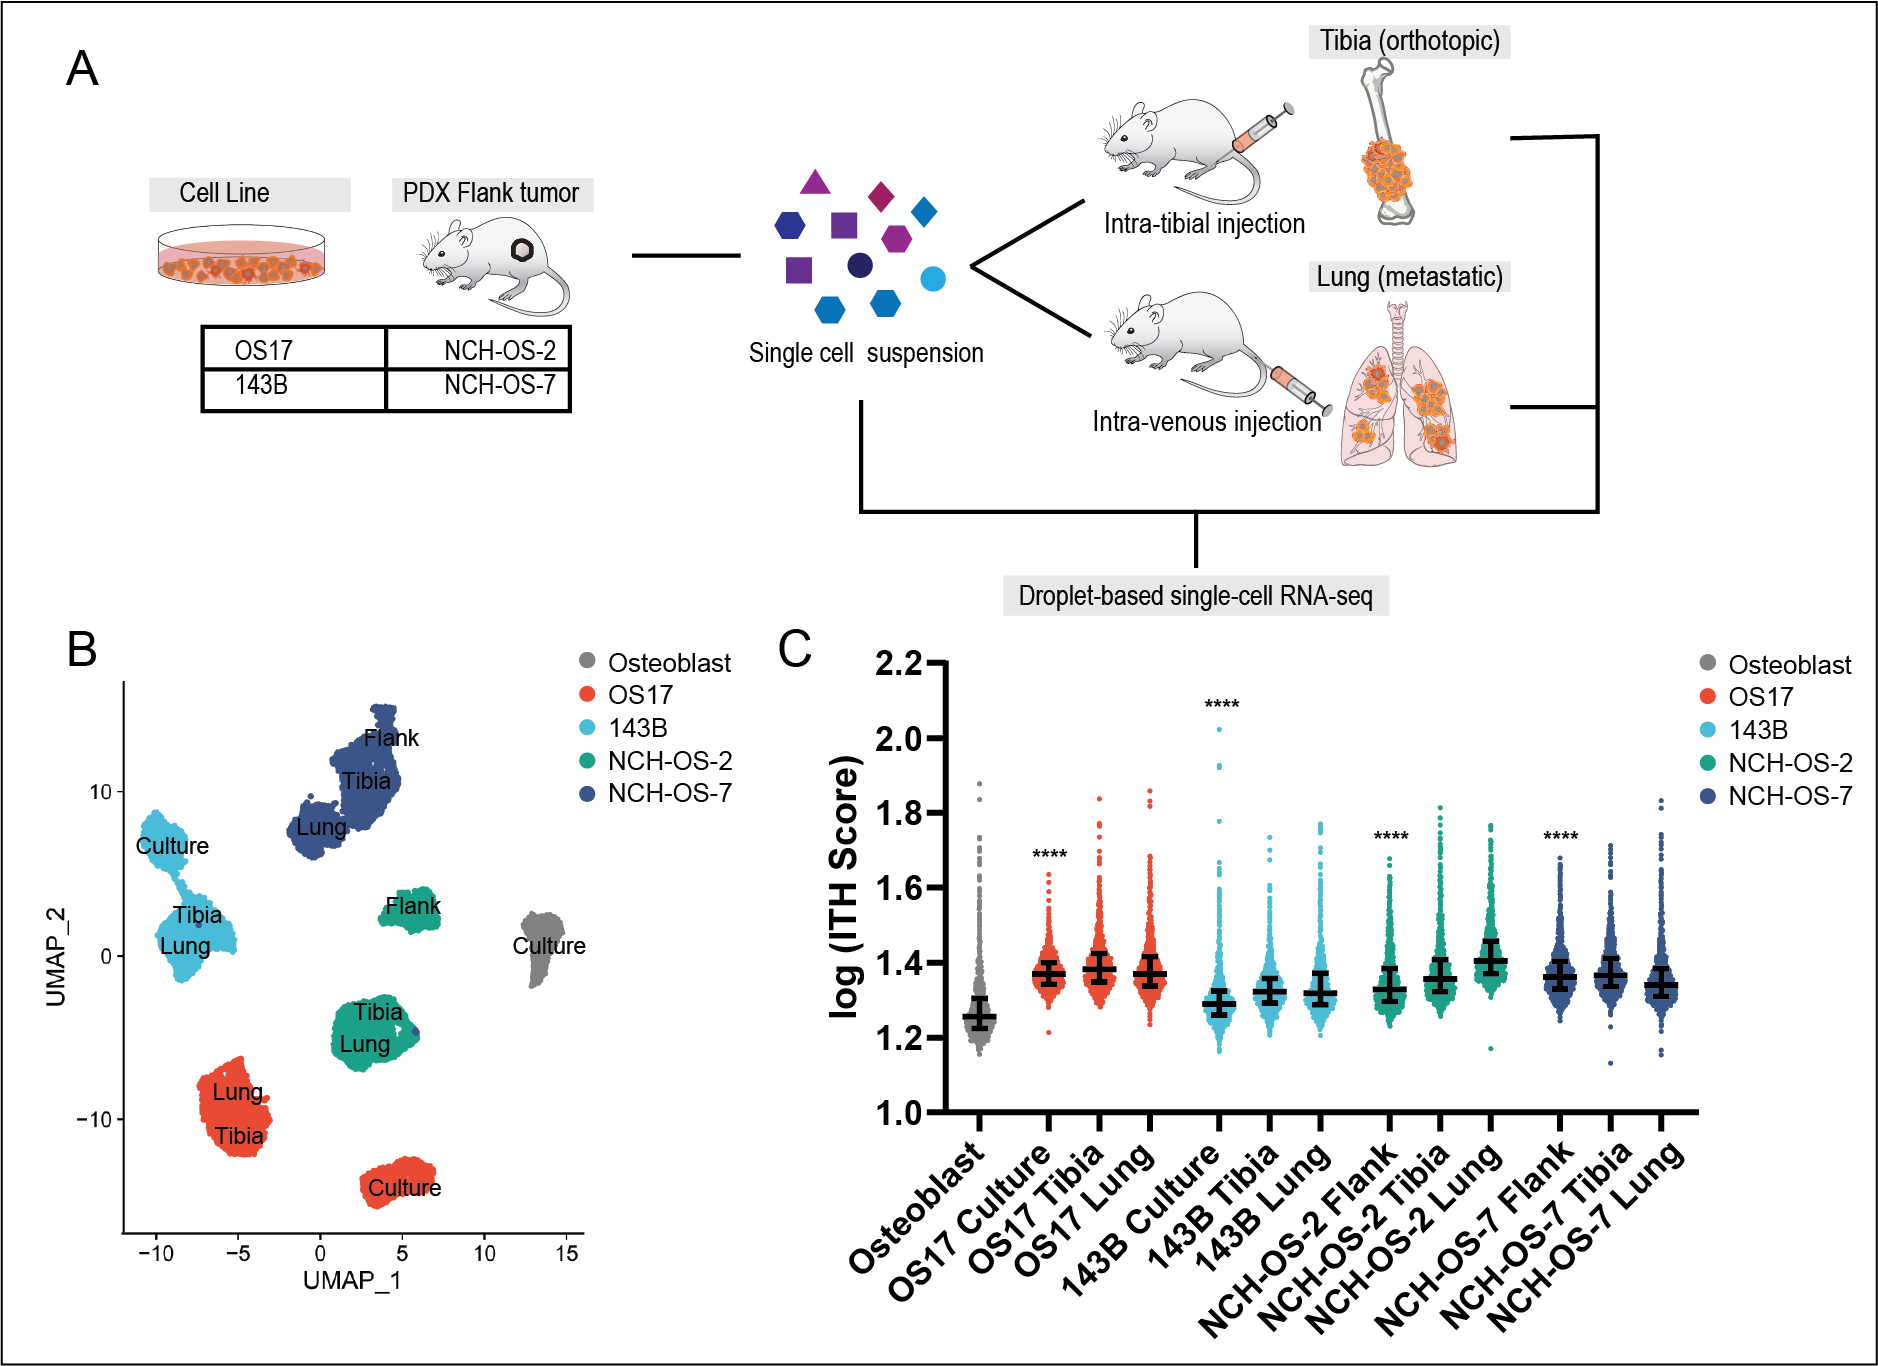 A
Cell Line
PDX Flank tumor
OS17
NCH-OS-2
143B
NCH-OS-7
Single cell suspension
Intra-tibial injection
Intra-venous injection
Tibia (orthotopic)
Lung (metastatic)
Droplet-based single-cell RNA-seq
B
Osteoblast
OS17
143B
NCH-OS-2
NCH-OS-7
UMAP_2
10
0
−10
Flank
Tibia
Lung
Culture
Tibia
Lung
Flank
Culture
Tibia
Lung
Lung
Tibia
Culture
−10 −5 0 5 10 15
UMAP_1
C
log (ITH Score)
2.2
2.0
1.8
1.6
1.4
1.2
1.0
****
****
****
****
Osteoblast
OS17 Culture
OS17 Tibia
OS17 Lung
143B Culture
143B Tibia
143B Lung
NCH-OS-2 Flank
NCH-OS-2 Tibia
NCH-OS-2 Lung
NCH-OS-7 Flank
NCH-OS-7 Tibia
NCH-OS-7 Lung
Osteoblast
OS17
143B
NCH-OS-2
NCH-OS-7